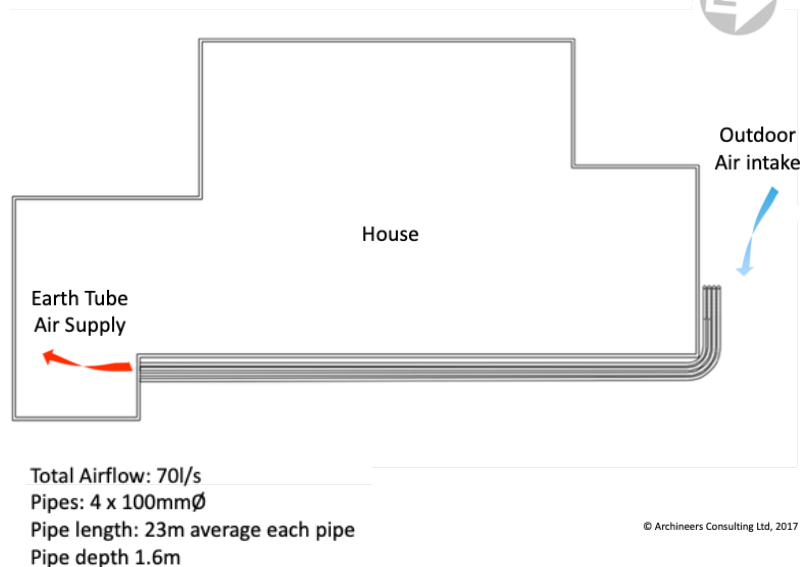 Outdoor
Air intake
House
Earth Tube
Air Supply
Total Airflow: 70l/s
Pipes: 4 x 100mmØ
Pipe length: 23m average each pipe
Pipe depth 1.6m
© Archineers Consulting Ltd, 2017